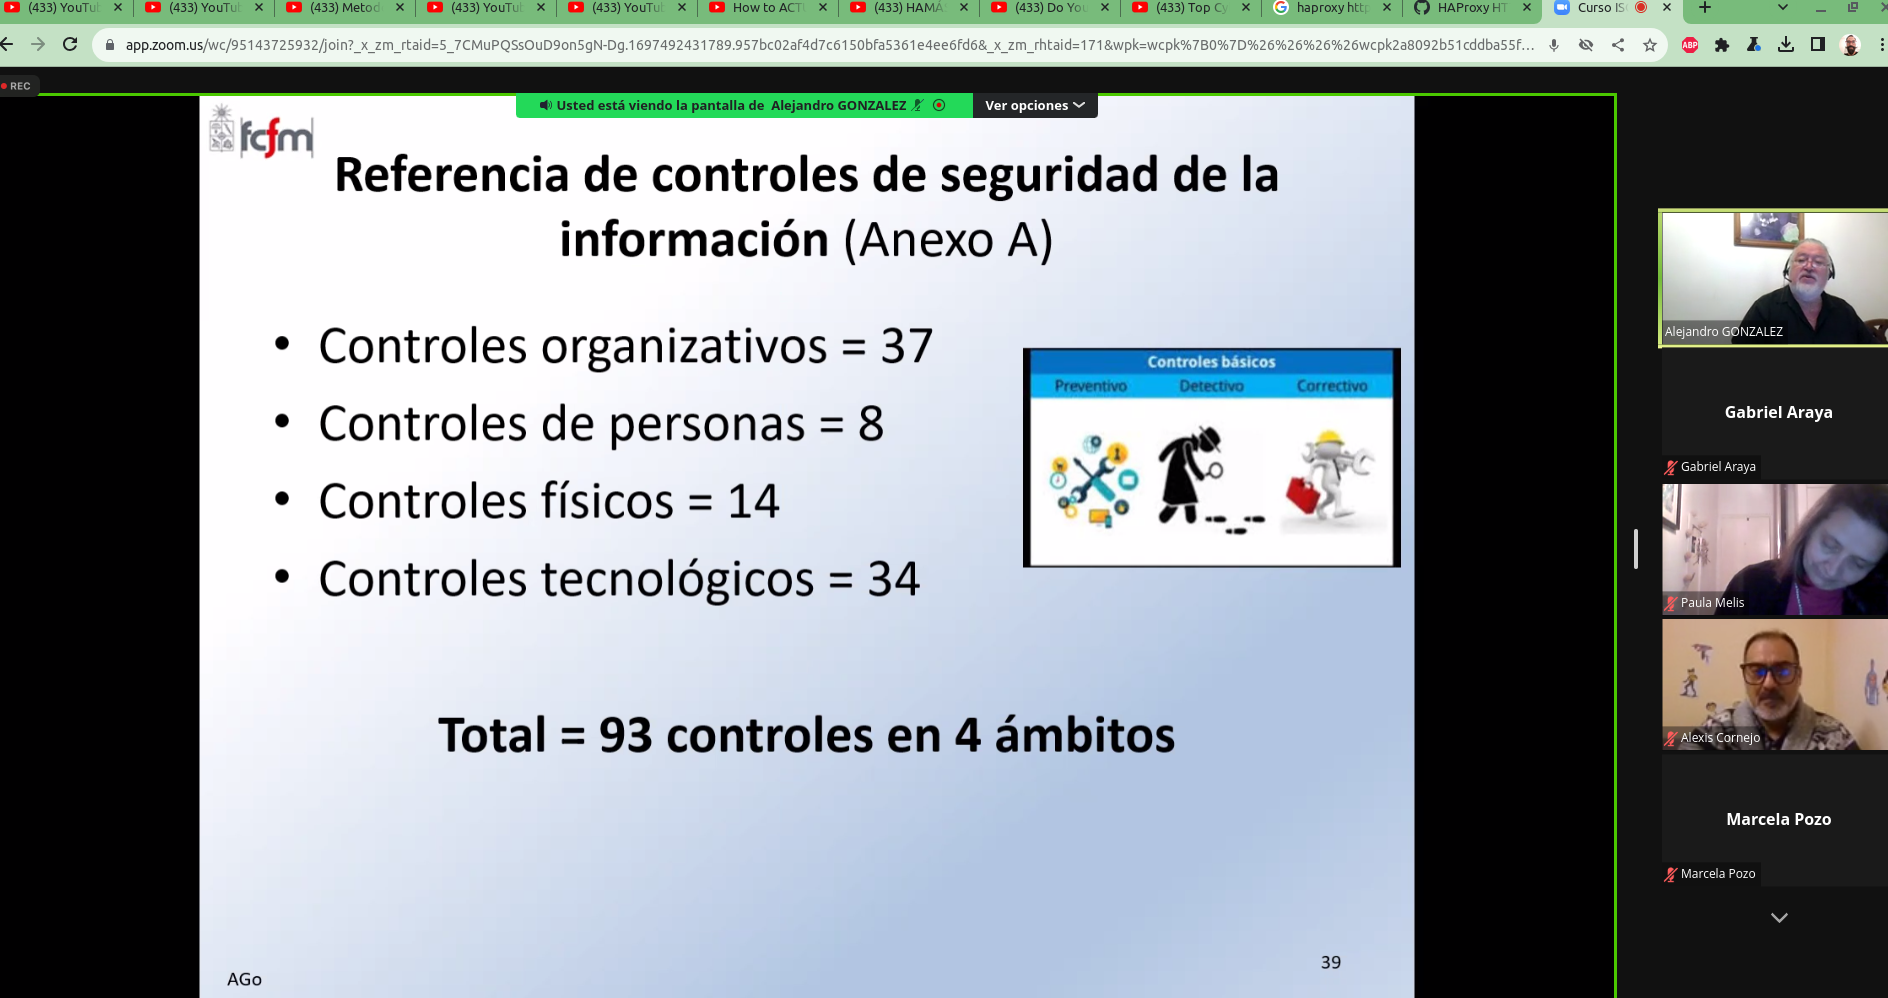 (433) YouTu
(433) YouTu
(433) Metod
(433) YouTu
(433) YouTu
How to ACT
(433) HAMÁ
(433) Do You
(433) Top Cy
haproxy http
HAProxy HT
Curso IS
app.zoom.us/wc/95143725932/join?_x_zm_rtaid=5_7CMuPQSsOuD9on5gN-Dg.1697492431789.957bc02af4d7c6150bfa5361e4ee6fd6&_x_zm_rhtaid=171&wpk=wcpk%7B0%7D%26%26%26%26wcpk2a8092b51cddba55f...
ABP
REC
Usted está viendo la pantalla de Alejandro GONZALEZ
Ver opciones
fcfm
Referencia de controles de seguridad de la
información (Anexo A)
• Controles organizativos = 37
• Controles de personas = 8
• Controles físicos = 14
• Controles tecnológicos = 34
Controles básicos
Preventivo Detectivo Correctivo
Total = 93 controles en 4 ámbitos
AGo
39
Alejandro GONZALEZ
Gabriel Araya
Gabriel Araya
Paula Melis
Alexis Cornejo
Marcela Pozo
Marcela Pozo